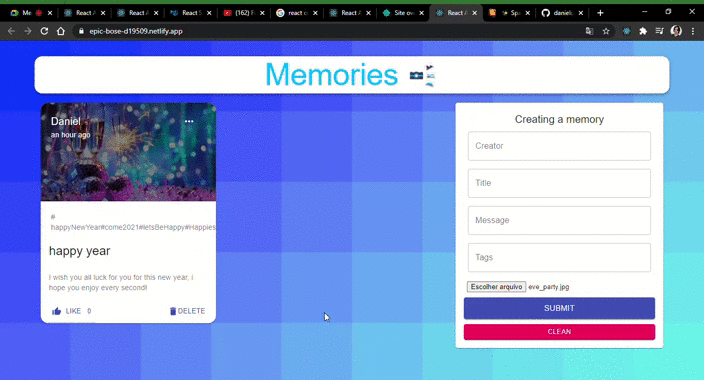 React
React A
(162) F
react c
React A
Site ov
React A
Sp
daniel
epic-bose-d19509.netlify.app
Memories
Daniel
an hour ago
#
happyNewYear#come2021#letsBeHappy#Happies
happy year
I wish you all luck for you for this new year, i
hope you enjoy every second!
LIKE 0
DELETE
Creating a memory
Creator
Title
Message
Tags
Escolher arquivo eve_party.jpg
SUBMIT
CLEAN